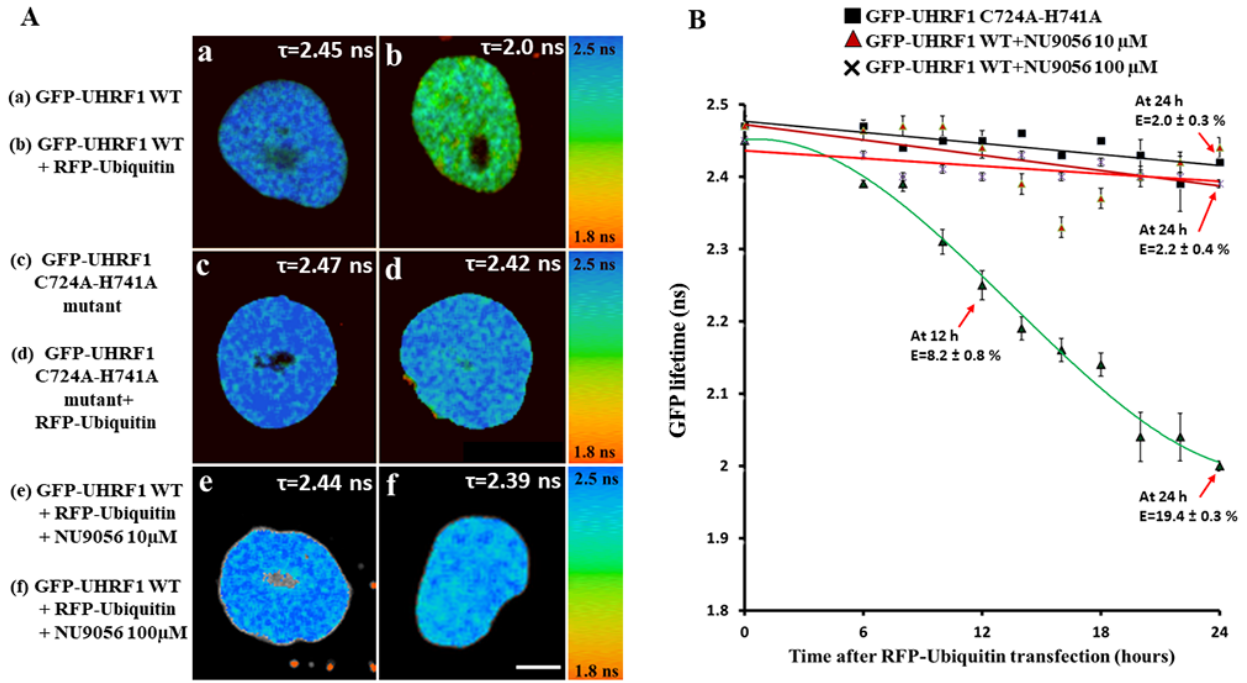 A
(a) GFP-UHRF1 WT
(b) GFP-UHRF1 WT
+ RFP-Ubiquitin
(c) GFP-UHRF1
C724A-H741A
mutant
(d) GFP-UHRF1
C724A-H741A
mutant+
RFP-Ubiquitin
(e) GFP-UHRF1 WT
+ RFP-Ubiquitin
+ NU9056 10µM
(f) GFP-UHRF1 WT
+ RFP-Ubiquitin
+ NU9056 100µM
a
τ=2.45 ns
b
τ=2.0 ns
2.5 ns
1.8 ns
c
τ=2.47 ns
d
τ=2.42 ns
2.5 ns
1.8 ns
e
τ=2.44 ns
f
τ=2.39 ns
2.5 ns
1.8 ns
B
GFP-UHRF1 C724A-H741A
GFP-UHRF1 WT+NU9056 10 µM
GFP-UHRF1 WT+NU9056 100 µM
GFP lifetime (ns)
2.5
2.4
2.3
2.2
2.1
2
1.9
1.8
At 24 h
E=2.0 ± 0.3 %
At 24 h
E=2.2 ± 0.4 %
At 12 h
E=8.2 ± 0.8 %
At 24 h
E=19.4 ± 0.3 %
0
6
12
18
24
Time after RFP-Ubiquitin transfection (hours)